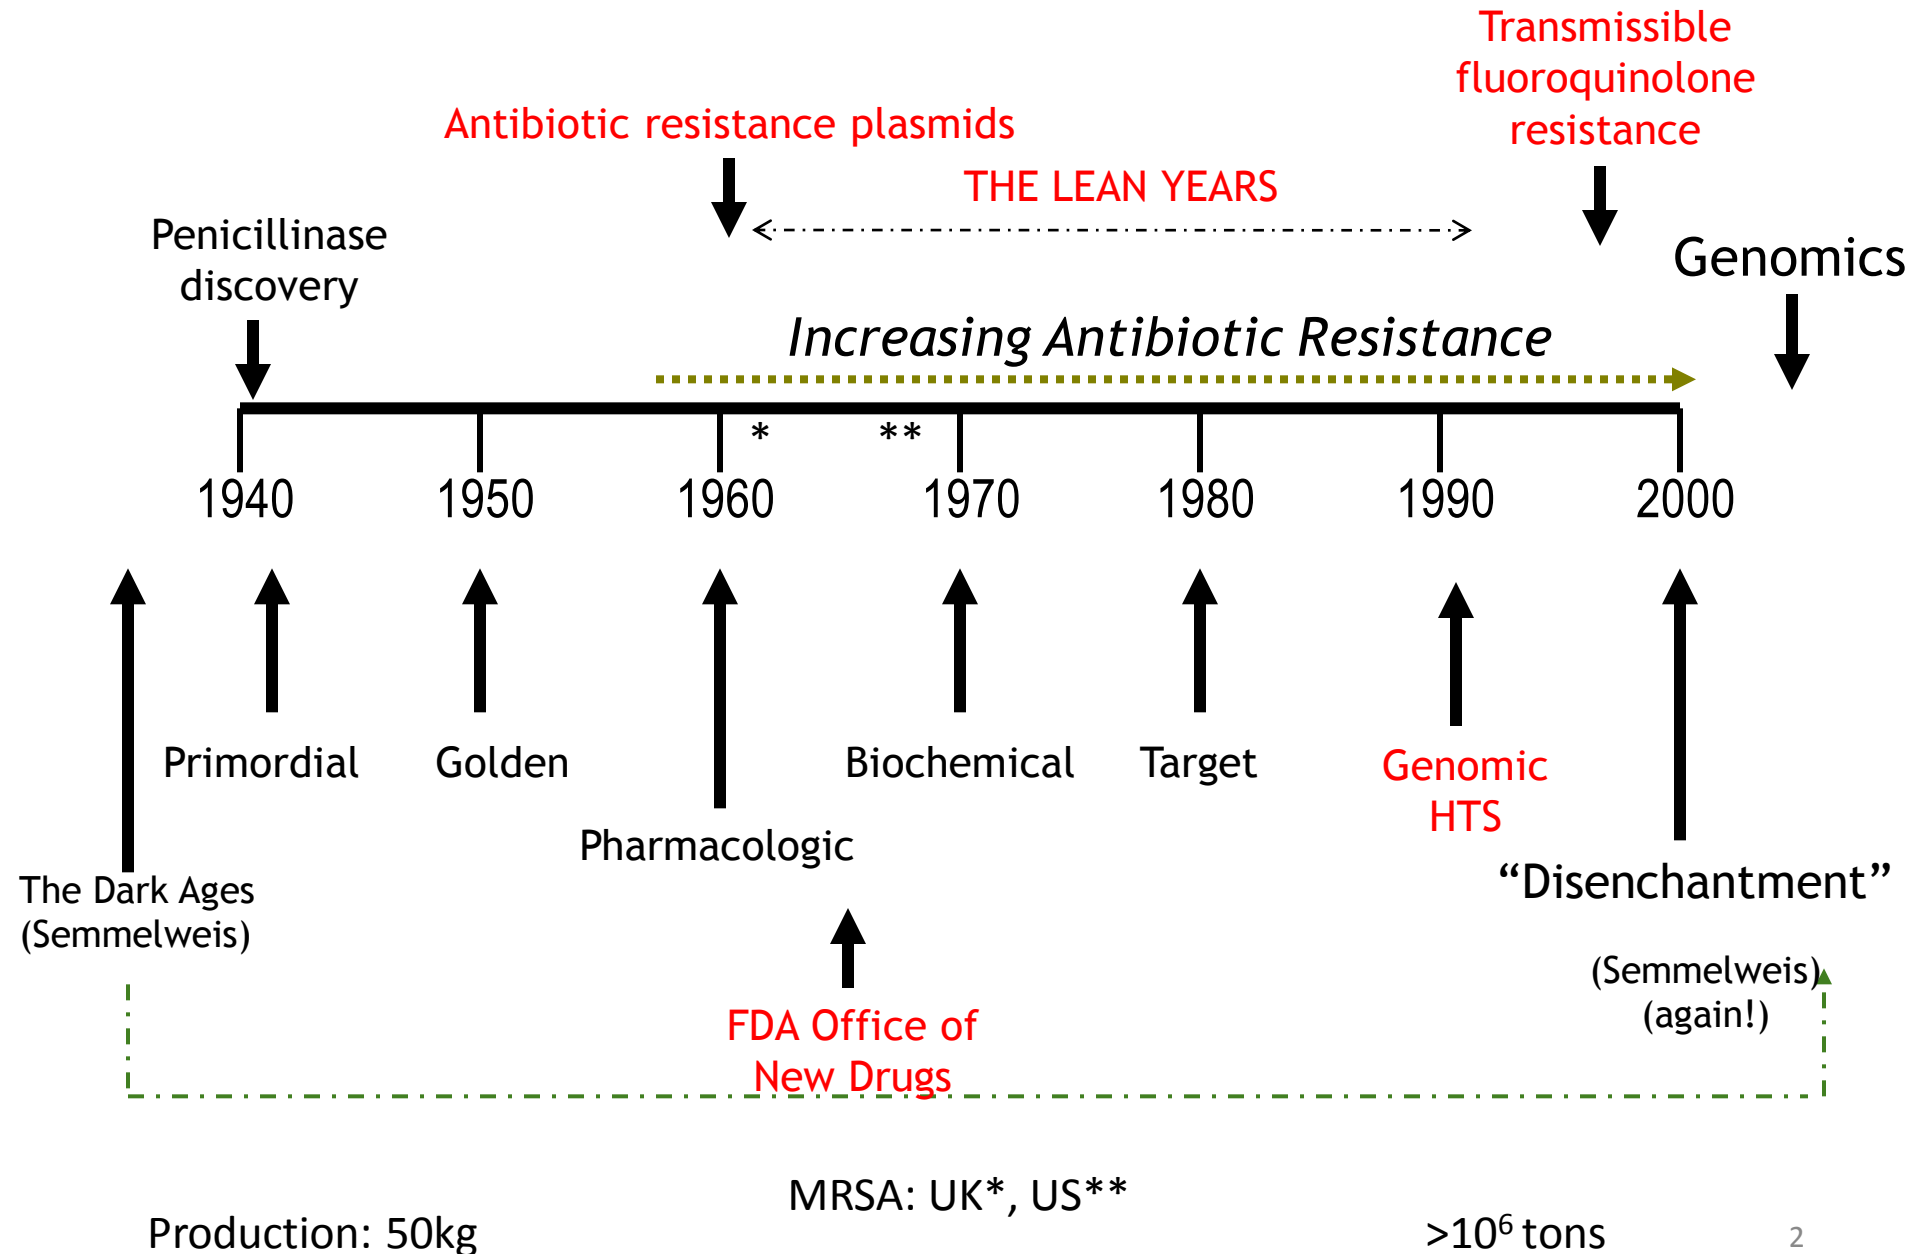 Transmissible
fluoroquinolone
resistance
Antibiotic resistance plasmids
THE LEAN YEARS
Penicillinase
discovery
Genomics
Increasing Antibiotic Resistance
* **
1940 1950 1960 1970 1980 1990 2000
Primordial Golden Biochemical Target Genomic
HTS
Pharmacologic
The Dark Ages
(Semmelweis)
“Disenchantment”
(Semmelweis)
(again!)
FDA Office of
New Drugs
MRSA: UK*, US**
Production: 50kg >10⁶ tons 2